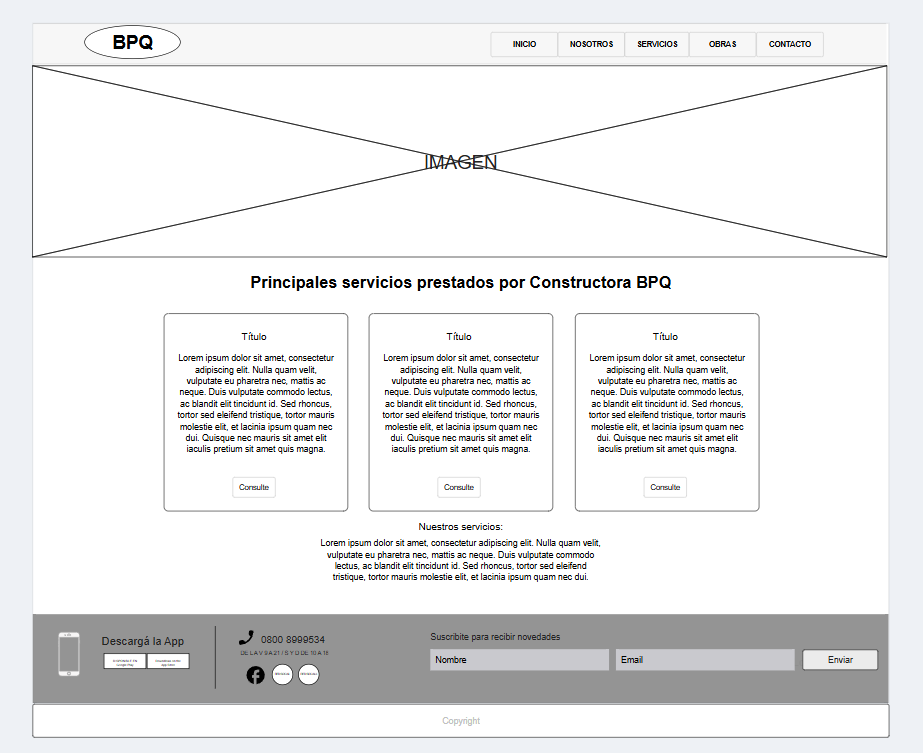 BPQ
INICIO NOSOTROS SERVICIOS OBRAS CONTACTO
IMAGEN
Principales servicios prestados por Constructora BPQ
Título
Lorem ipsum dolor sit amet, consectetur
adipiscing elit. Nulla quam velit,
vulputate eu pharetra nec, mattis ac
neque. Duis vulputate commodo lectus,
ac blandit elit tincidunt id. Sed rhoncus,
tortor sed eleifend tristique, tortor mauris
molestie elit, et lacinia ipsum quam nec
dui. Quisque nec mauris sit amet elit
iaculis pretium sit amet quis magna.
Consulte
Título
Lorem ipsum dolor sit amet, consectetur
adipiscing elit. Nulla quam velit,
vulputate eu pharetra nec, mattis ac
neque. Duis vulputate commodo lectus,
ac blandit elit tincidunt id. Sed rhoncus,
tortor sed eleifend tristique, tortor mauris
molestie elit, et lacinia ipsum quam nec
dui. Quisque nec mauris sit amet elit
iaculis pretium sit amet quis magna.
Consulte
Título
Lorem ipsum dolor sit amet, consectetur
adipiscing elit. Nulla quam velit,
vulputate eu pharetra nec, mattis ac
neque. Duis vulputate commodo lectus,
ac blandit elit tincidunt id. Sed rhoncus,
tortor sed eleifend tristique, tortor mauris
molestie elit, et lacinia ipsum quam nec
dui. Quisque nec mauris sit amet elit
iaculis pretium sit amet quis magna.
Consulte
Nuestros servicios:
Lorem ipsum dolor sit amet, consectetur adipiscing elit. Nulla quam velit,
vulputate eu pharetra nec, mattis ac neque. Duis vulputate commodo
lectus, ac blandit elit tincidunt id. Sed rhoncus, tortor sed eleifend
tristique, tortor mauris molestie elit, et lacinia ipsum quam nec dui.
Descargá la App
Google Play
App Store
0800 8999534
DE L A V 9 A 21 / S Y D DE 10 A 18
Suscribite para recibir novedades
Nombre
Email
Enviar
Copyright